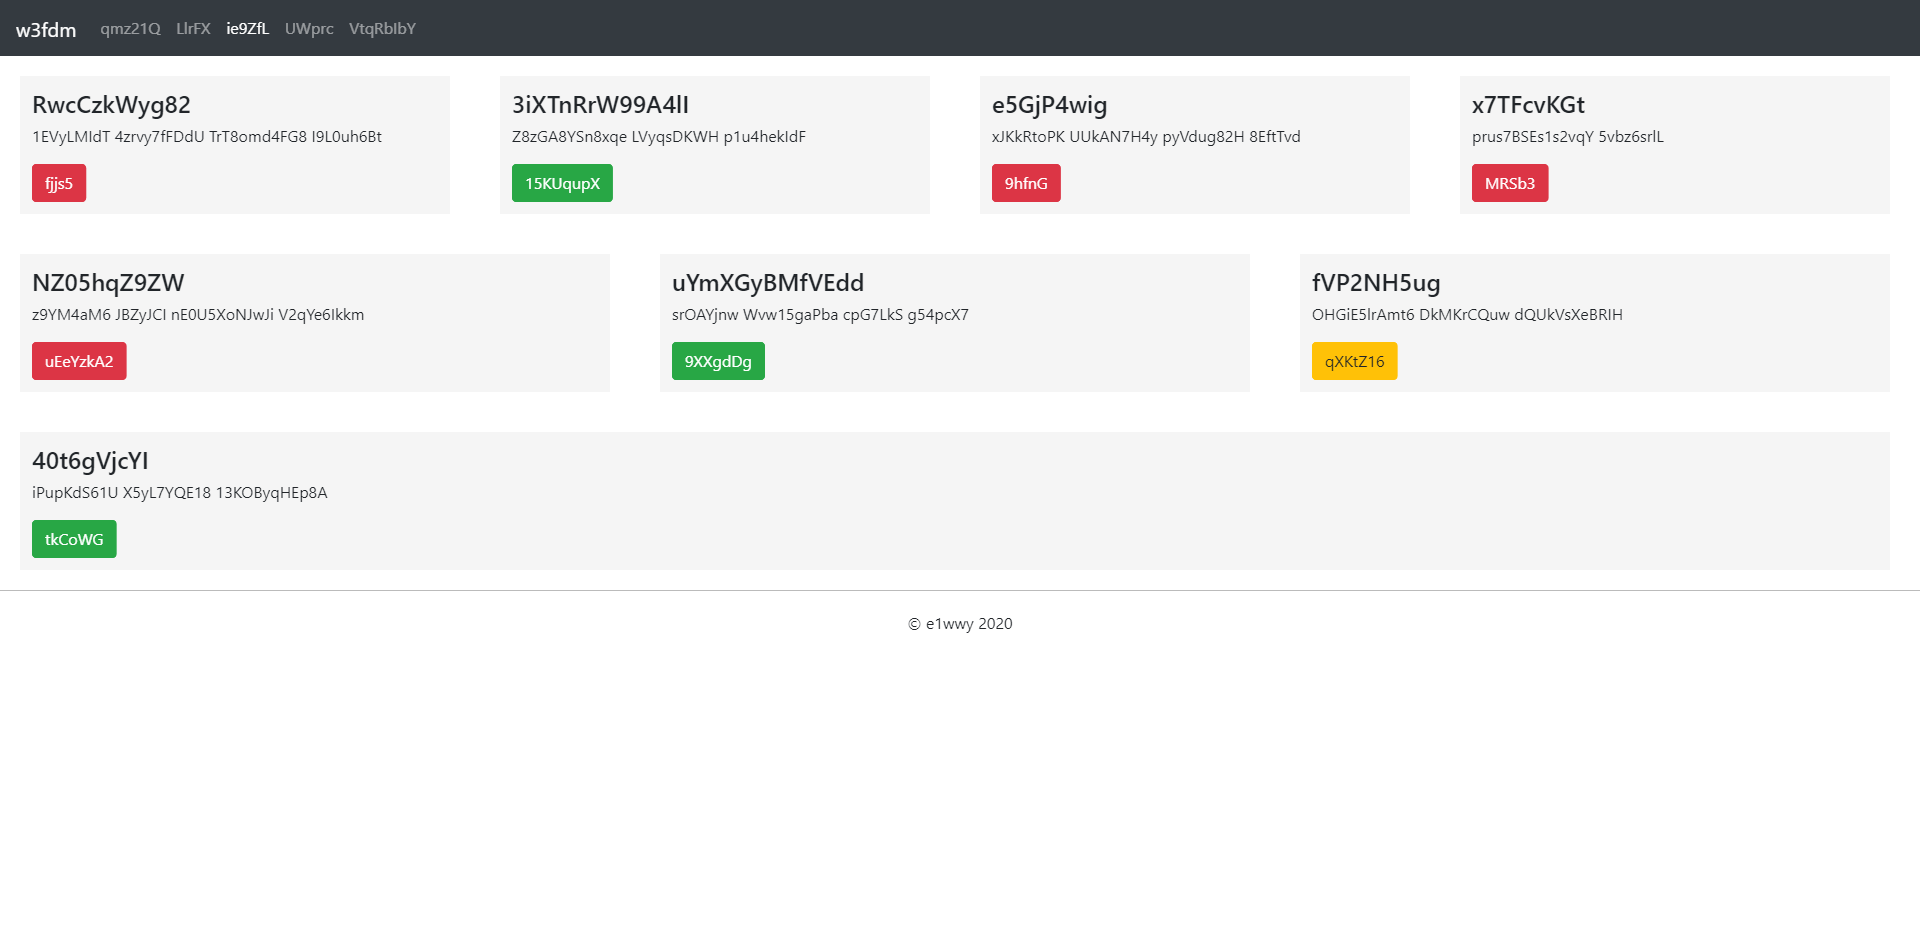 w3fdm qmz21Q LlrFX ie9ZfL UWprc VtqRbIbY
RwcCzkWyg82
1EVyLMIdT 4zrvy7fFDdU TrT8omd4FG8 I9L0uh6Bt
fjjs5
3iXTnRrW99A4lI
Z8zGA8YSn8xqe LVyqsDKWH p1u4hekIdF
15KUqupX
e5GjP4wig
xJKkRtoPK UUkAN7H4y pyVdug82H 8EftTvd
9hfnG
x7TFcvKGt
prus7BSEs1s2vqY 5vbz6srlL
MRSb3
NZ05hqZ9ZW
z9YM4aM6 JBZyJCI nE0U5XoNJwJi V2qYe6Ikkm
uEeYzkA2
uYmXGyBMfVEdd
srOAYjnw Wvw15gaPba cpG7LkS g54pcX7
9XXgdDg
fVP2NH5ug
OHGiE5lrAmt6 DkMKrCQuw dQUkVsXeBRIH
qXKtZ16
40t6gVjcYI
iPupKdS61U X5yL7YQE18 13KOByqHEp8A
tkCoWG
© e1wwy 2020